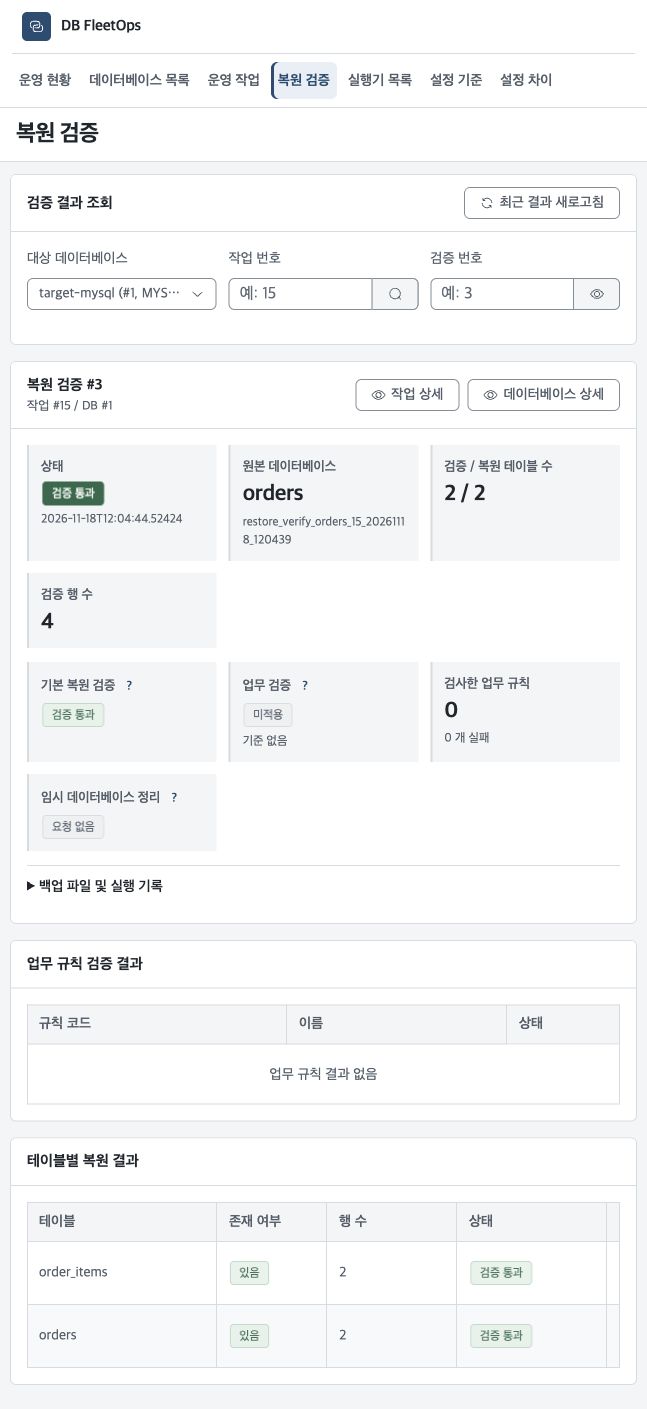 DB FleetOps
운영 현황 데이터베이스 목록 운영 작업 복원 검증 실행기 목록 설정 기준 설정 차이
복원 검증
검증 결과 조회
최근 결과 새로고침
대상 데이터베이스 작업 번호 검증 번호
target-mysql (#1, MYS··· 예: 15 예: 3
복원 검증 #3
작업 #15 / DB #1
작업 상세 데이터베이스 상세
상태
검증 통과
2026-11-18T12:04:44.52424
원본 데이터베이스
orders
restore_verify_orders_15_2026111
8_120439
검증 / 복원 테이블 수
2 / 2
검증 행 수
4
기본 복원 검증 ?
검증 통과
업무 검증 ?
미적용
기준 없음
검사한 업무 규칙
0
0 개 실패
임시 데이터베이스 정리 ?
요청 없음
▶ 백업 파일 및 실행 기록
업무 규칙 검증 결과
규칙 코드 이름 상태
업무 규칙 결과 없음
테이블별 복원 결과
테이블 존재 여부 행 수 상태
order_items 있음 2 검증 통과
orders 있음 2 검증 통과